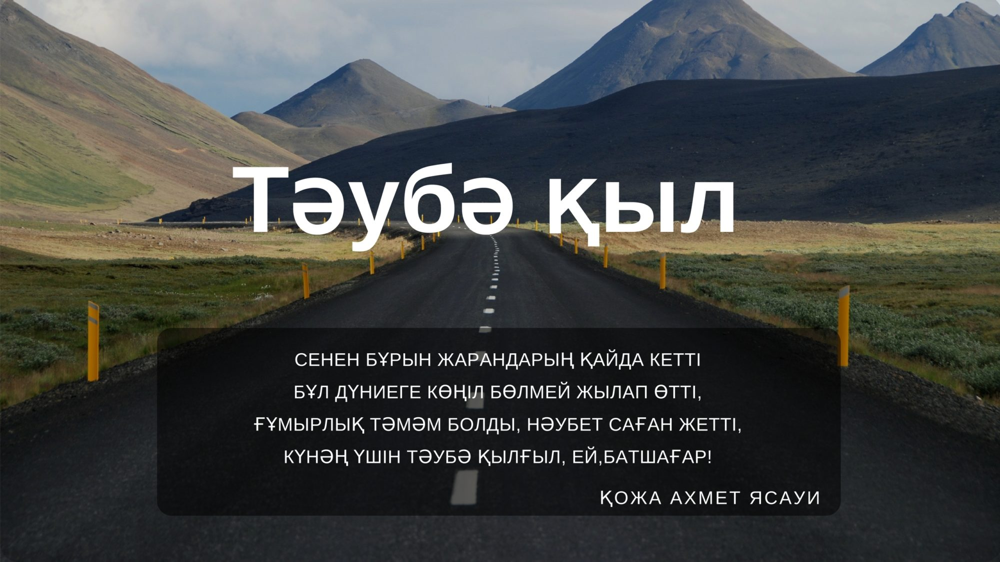 Тәубә қыл
СЕНЕН БҰРЫН ЖАРАНДАРЫҢ ҚАЙДА КЕТТІ
БҰЛ ДҮНИЕГЕ КӨҢІЛ БӨЛМЕЙ ЖЫЛАП ӨТТІ,
ҒҰМЫРЛЫҚ ТӘМӘМ БОЛДЫ, НӘУБЕТ САҒАН ЖЕТТІ,
КҮНӘҢ ҮШІН ТӘУБӘ ҚЫЛҒЫЛ, ЕЙ,БАТШАҒАР!
ҚОЖА АХМЕТ ЯСАУИ